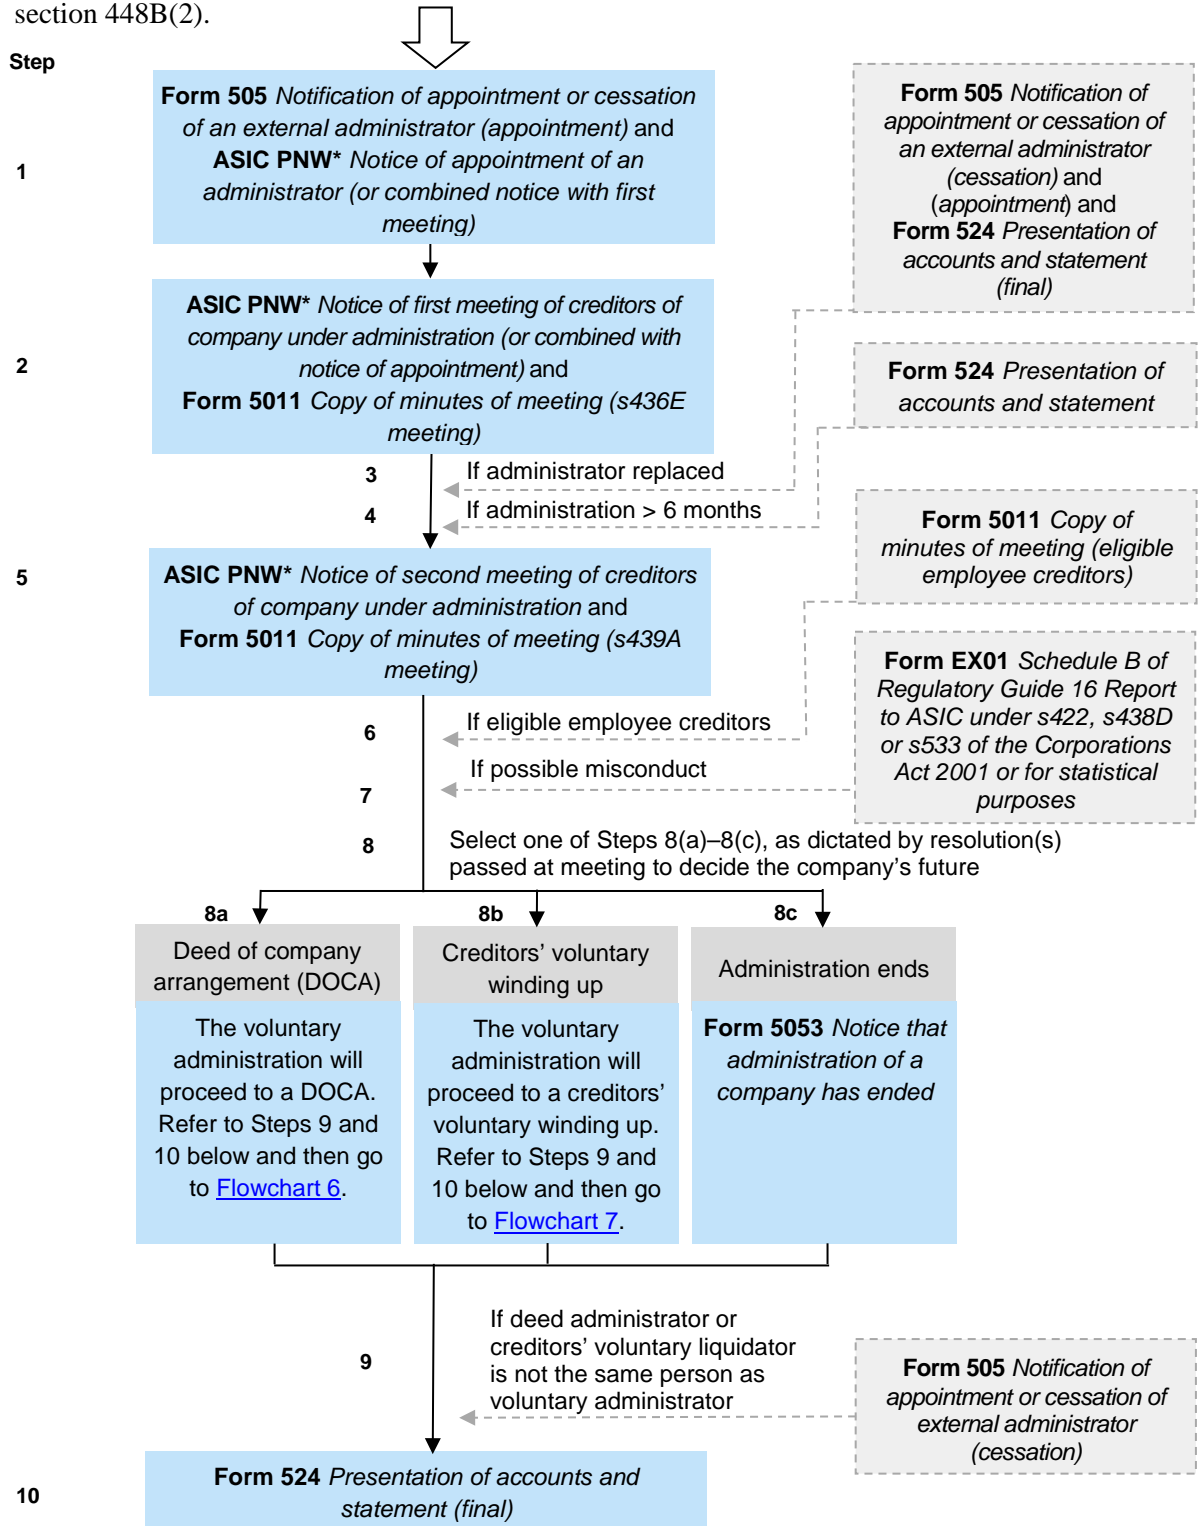 section 448B(2).
Step
1
Form 505 Notification of appointment or cessation
of an external administrator (appointment) and
ASIC PNW* Notice of appointment of an
administrator (or combined notice with first
meeting)
Form 505 Notification of
appointment or cessation of
an external administrator
(cessation) and
(appointment) and
Form 524 Presentation of
accounts and statement
(final)
2
ASIC PNW* Notice of first meeting of creditors of
company under administration (or combined with
notice of appointment) and
Form 5011 Copy of minutes of meeting (s436E
meeting)
Form 524 Presentation of
accounts and statement
3
If administrator replaced
4
If administration > 6 months
Form 5011 Copy of
minutes of meeting (eligible
employee creditors)
5
ASIC PNW* Notice of second meeting of creditors
of company under administration and
Form 5011 Copy of minutes of meeting (s439A
meeting)
Form EX01 Schedule B of
Regulatory Guide 16 Report
to ASIC under s422, s438D
or s533 of the Corporations
Act 2001 or for statistical
purposes
6
If eligible employee creditors
7
If possible misconduct
8
Select one of Steps 8(a)–8(c), as dictated by resolution(s)
passed at meeting to decide the company’s future
8a
8b
8c
Deed of company
arrangement (DOCA)
The voluntary
administration will
proceed to a DOCA.
Refer to Steps 9 and
10 below and then go
to Flowchart 6.
Creditors’ voluntary
winding up
The voluntary
administration will
proceed to a creditors’
voluntary winding up.
Refer to Steps 9 and
10 below and then go
to Flowchart 7.
Administration ends
Form 5053 Notice that
administration of a
company has ended
9
If deed administrator or
creditors’ voluntary liquidator
is not the same person as
voluntary administrator
Form 505 Notification of
appointment or cessation of
external administrator
(cessation)
10
Form 524 Presentation of accounts and
statement (final)